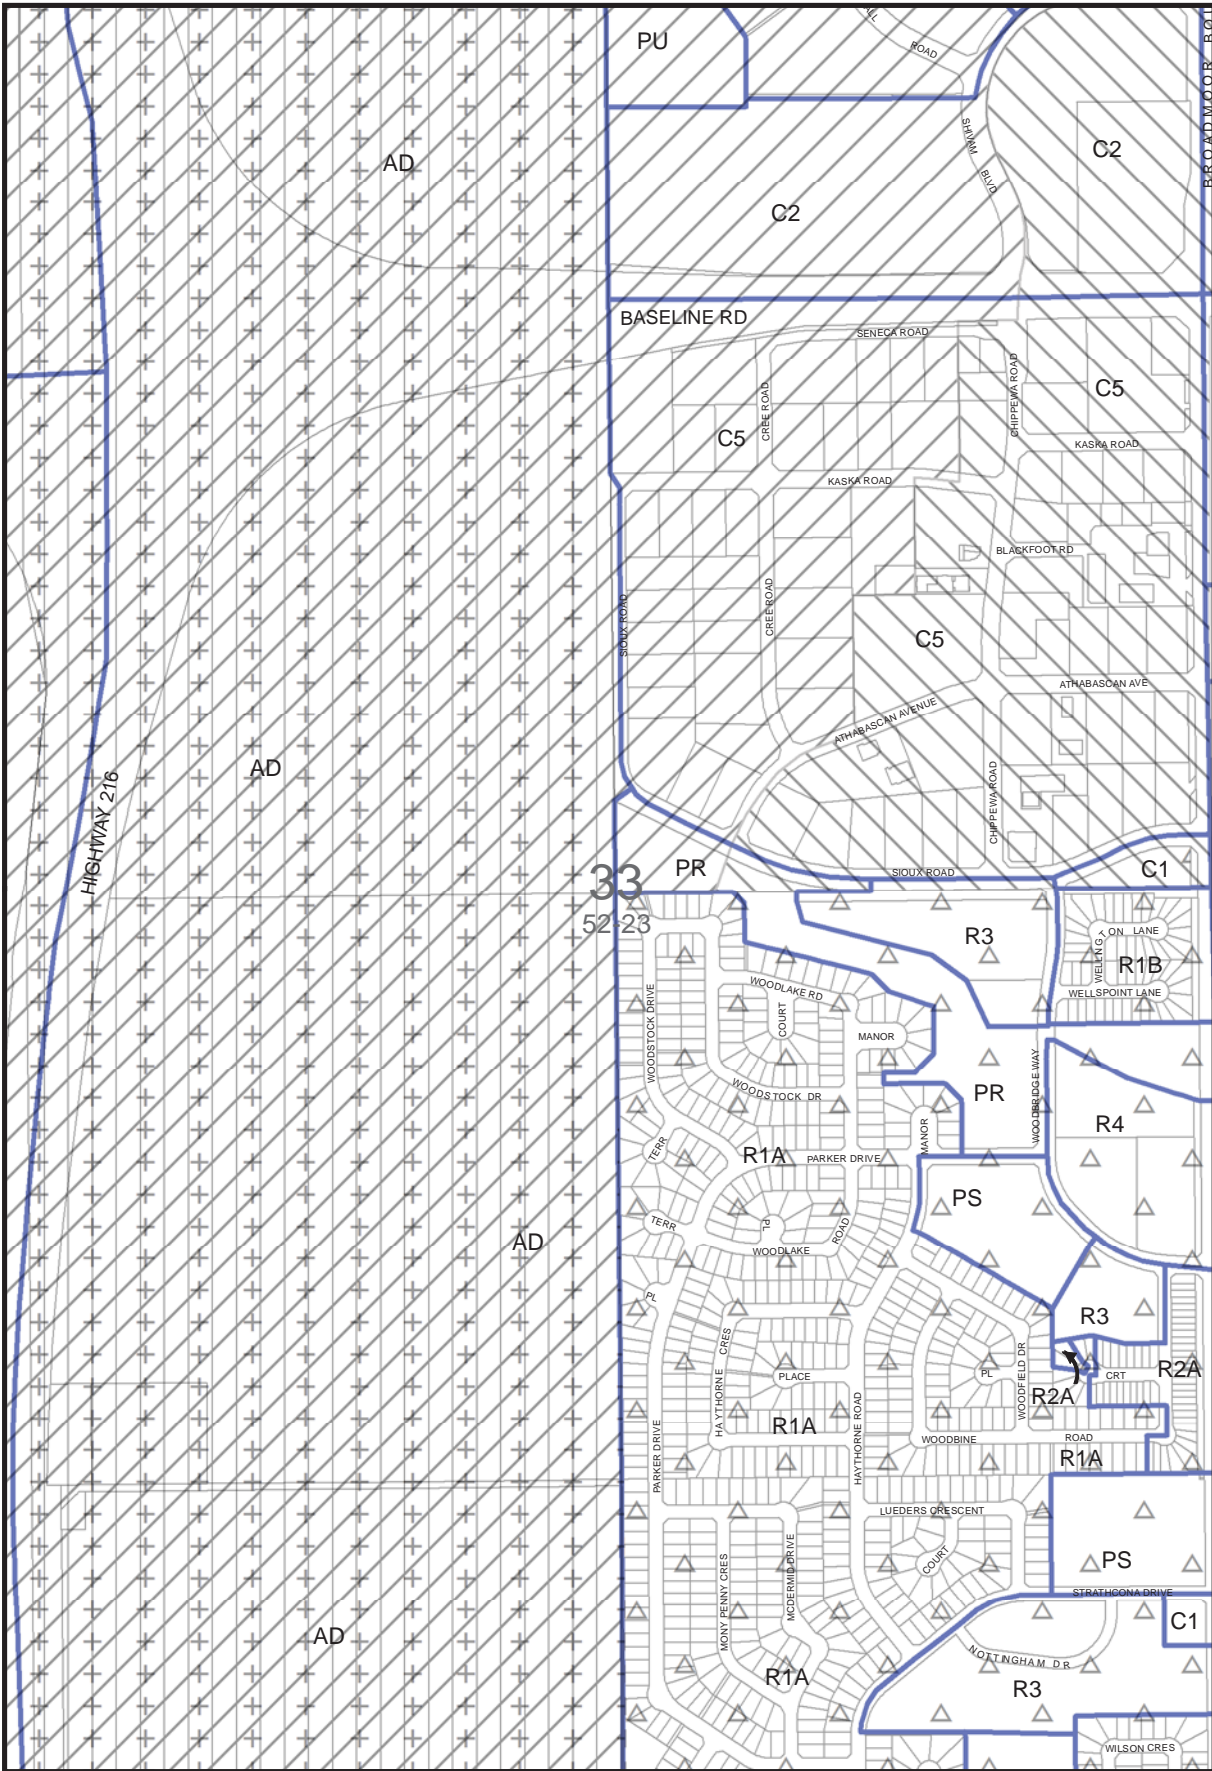 PU
ROAD
BROADMOOR
AD
SHIVAM BLVD
C2
C2
BASELINE RD
SENECA ROAD
CREE ROAD
CHIPPEWA ROAD
C5
C5
KASKA ROAD
KASKA ROAD
BLACKFOOT RD
SIOUX ROAD
CREE ROAD
C5
ATHABASCAN AVE
ATHABASCAN AVENUE
HIGHWAY 216
AD
CHIPPEWA ROAD
33
52-23
PR
SIOUX ROAD
C1
R3
WELLINGTON LANE
R1B
WELLSPOINT LANE
WOODSTOCK DRIVE
WOODLAKE RD
COURT
MANOR
WOODSTOCK DR
PR
WOODBRIDGE WAY
R4
MANOR
TERR
R1A
PARKER DRIVE
PS
TERR
PL
ROAD
WOODLAKE
AD
PL
R3
HAYTHORNE CRES
PLACE
PL
WOODFIELD DR
R2A
CRT
R2A
R1A
HAYTHORNE ROAD
PARKER DRIVE
WOODBINE ROAD
R1A
LUEDERS CRESCENT
COURT
MONY PENNY CRES
MCDERMID DRIVE
PS
STRATHCONA DRIVE
C1
AD
NOTTINGHAM DR
R1A
R3
WILSON CRES